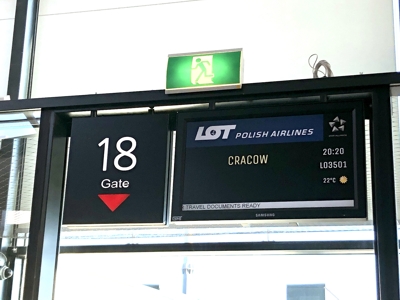 18
Gate
LOT POLISH AIRLINES
CRACOW
20:20
LO3501
22°C
TRAVEL DOCUMENTS READY
SAMSUNG